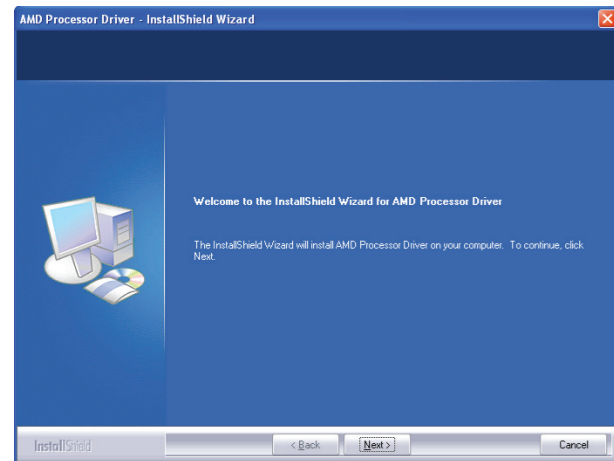 AMD Processor Driver - InstallShield Wizard
Welcome to the InstallShield Wizard for AMD Processor Driver
The InstallShield Wizard will install AMD Processor Driver on your computer. To continue, click
Next.
InstallShield
< Back
Next >
Cancel